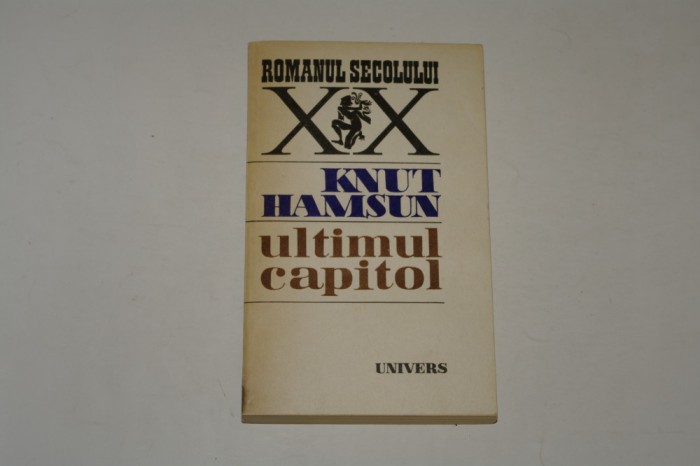 ROMANUL SECOLULUI
XX
KNUT
HAMSUN
ultimul
capitol
UNIVERS